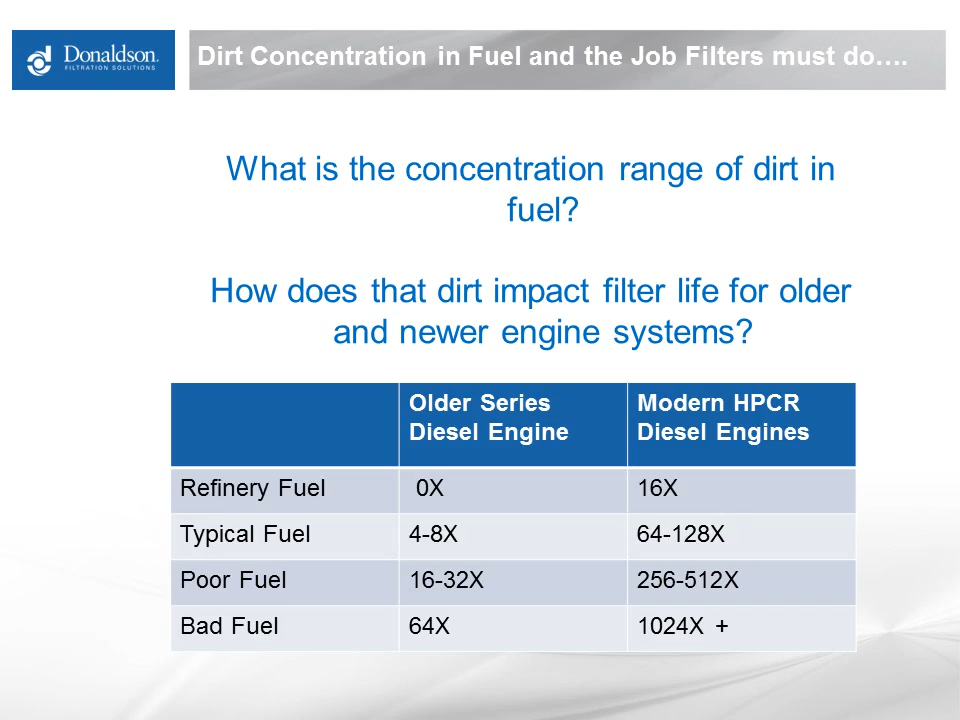 Donaldson.
FILTRATION SOLUTIONS
Dirt Concentration in Fuel and the Job Filters must do….
What is the concentration range of dirt in
fuel?
How does that dirt impact filter life for older
and newer engine systems?
Older Series
Diesel Engine
Modern HPCR
Diesel Engines
Refinery Fuel 0X 16X
Typical Fuel 4-8X 64-128X
Poor Fuel 16-32X 256-512X
Bad Fuel 64X 1024X +